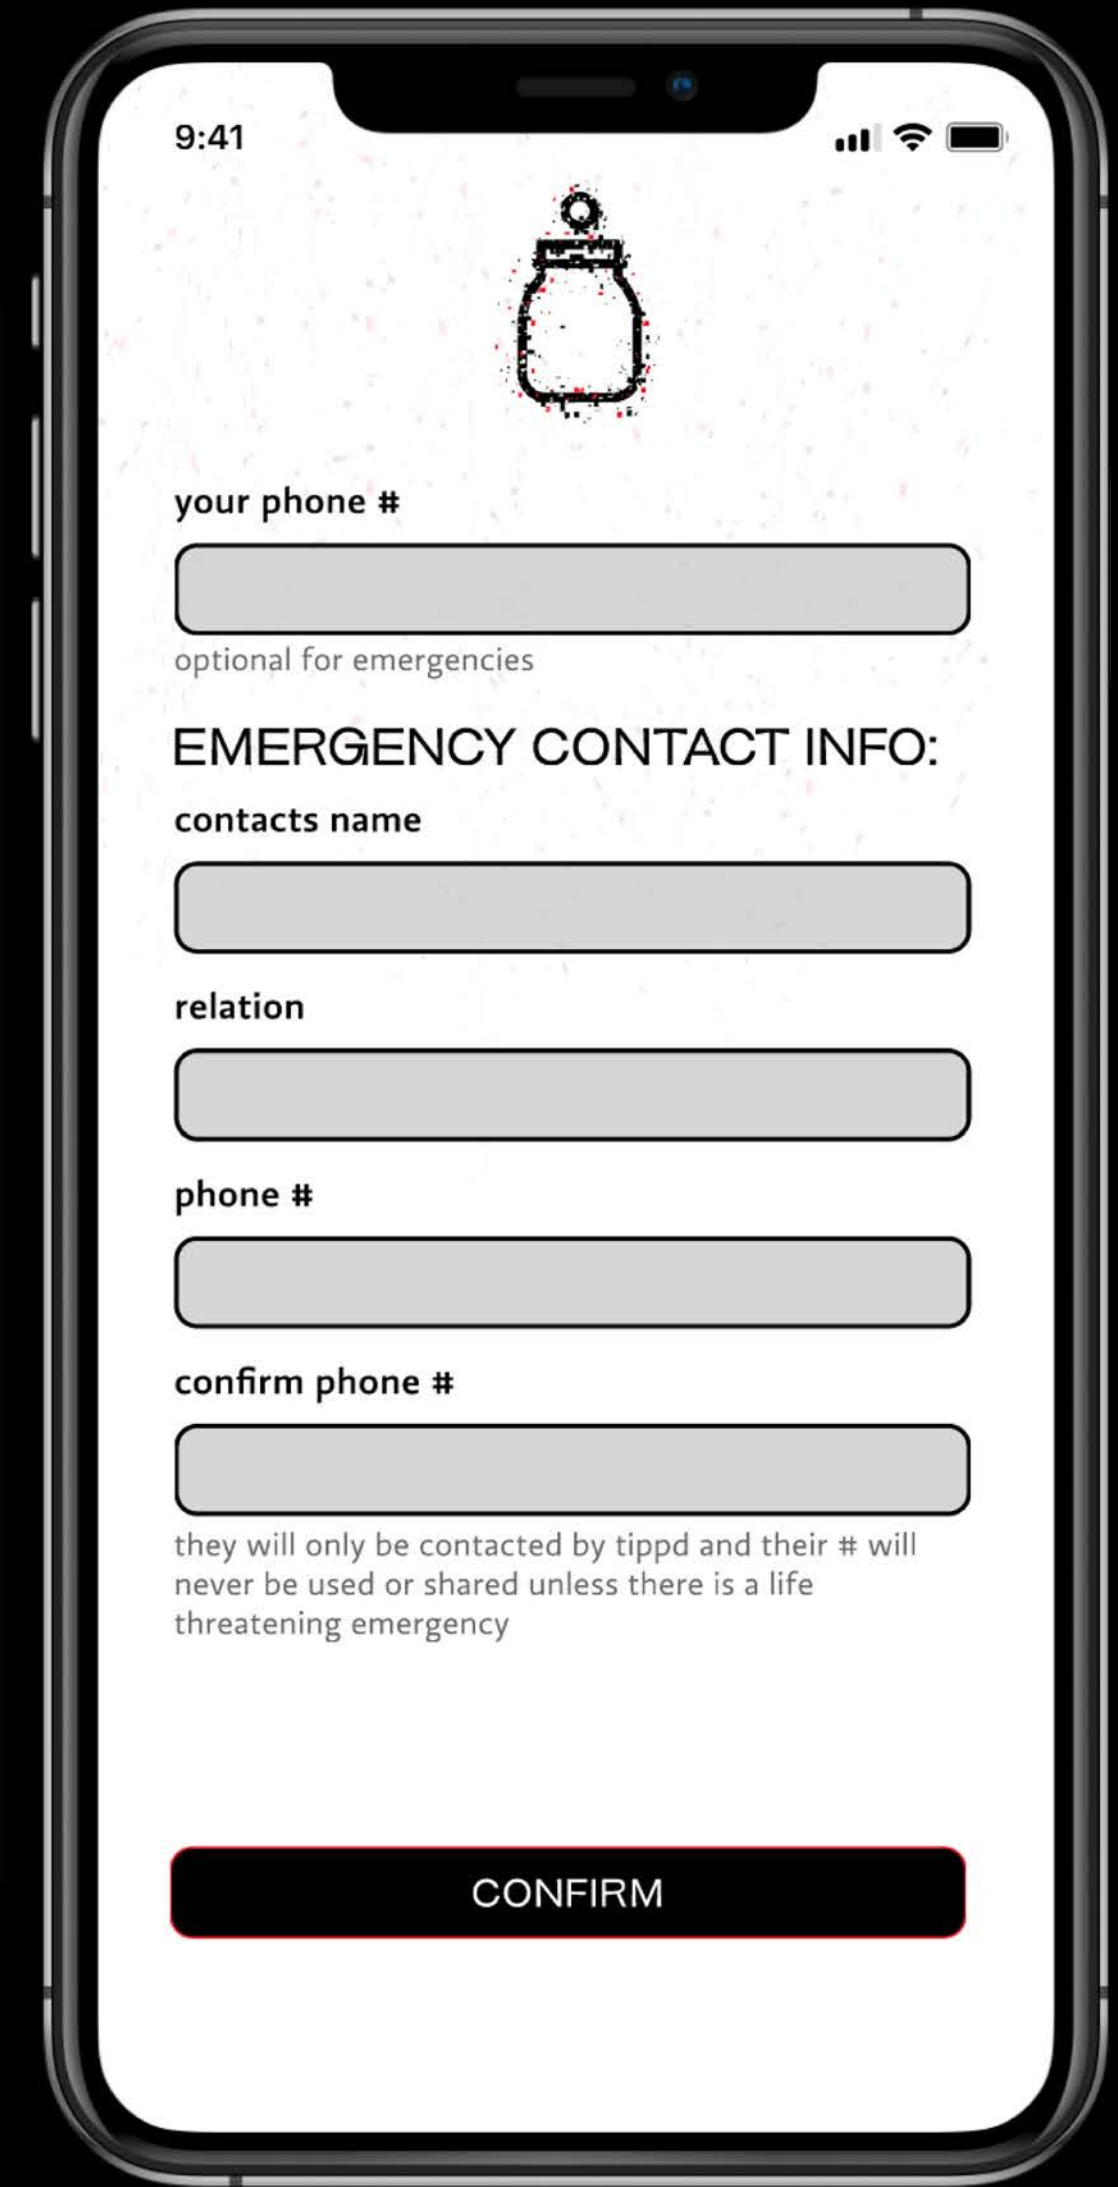 9:41
your phone #
optional for emergencies
EMERGENCY CONTACT INFO:
contacts name
relation
phone #
confirm phone #
they will only be contacted by tippd and their # will
never be used or shared unless there is a life
threatening emergency
CONFIRM